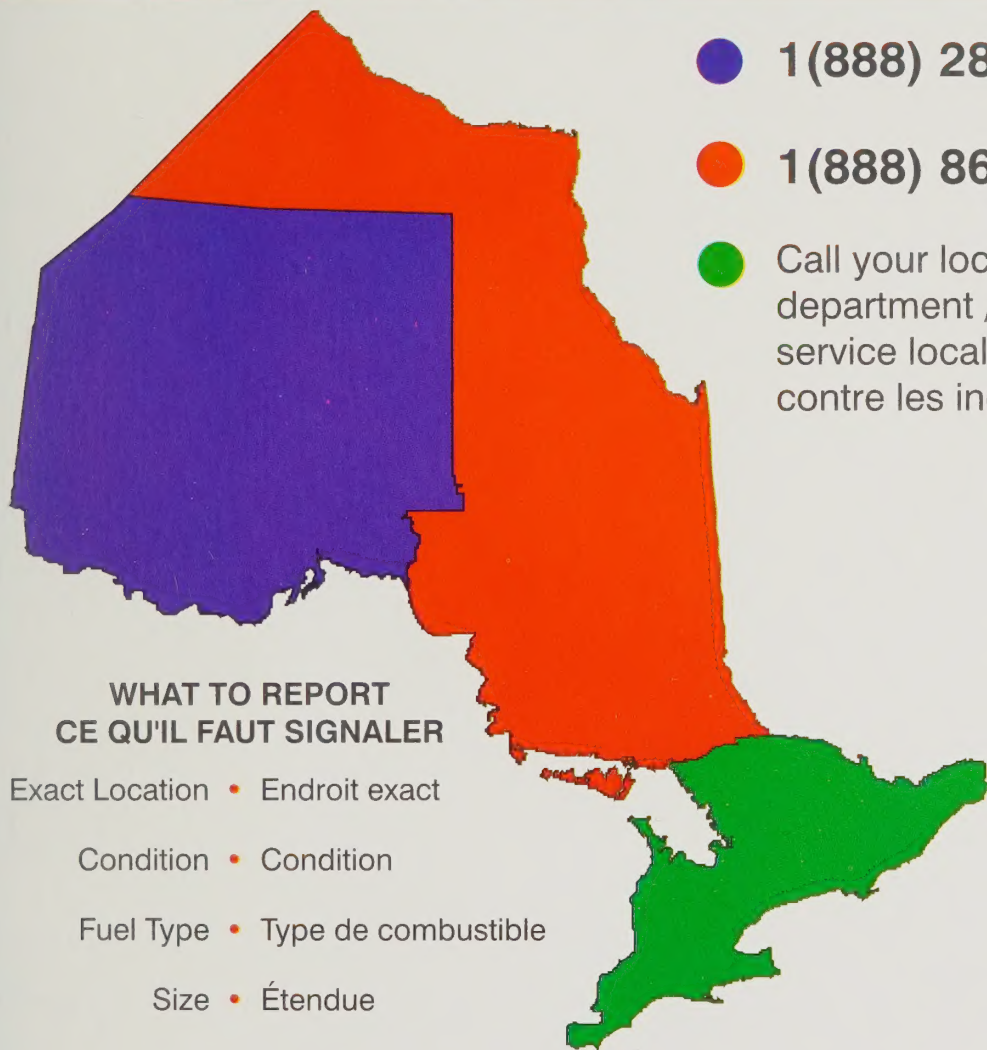 1(888) 28
1(888) 86
Call your loc
department /
service local
contre les in
WHAT TO REPORT
CE QU'IL FAUT SIGNALER
Exact Location • Endroit exact
Condition • Condition
Fuel Type • Type de combustible
Size • Étendue